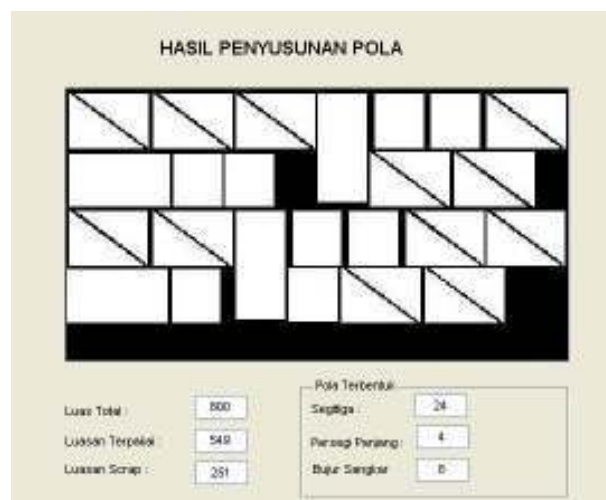 HASIL PENYUSUNAN POLA
Luas Total : 800
Luasan Terpakai : 549
Luasan Scrap : 251
Pola Terbentuk
Segitiga : 24
Persegi Panjang : 4
Bujur Sangkar 8